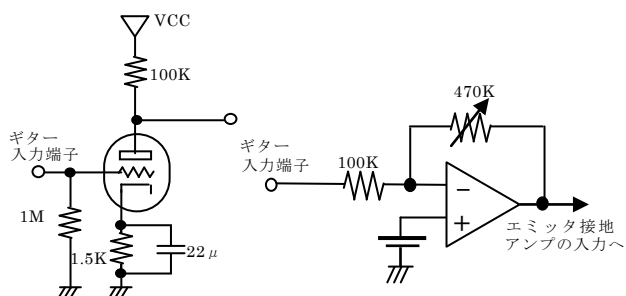 VCC
100K
ギター
入力端子
1M
1.5K
22μ
470K
ギター
入力端子
100K
−
+
エミッタ接地
アンプの入力へ